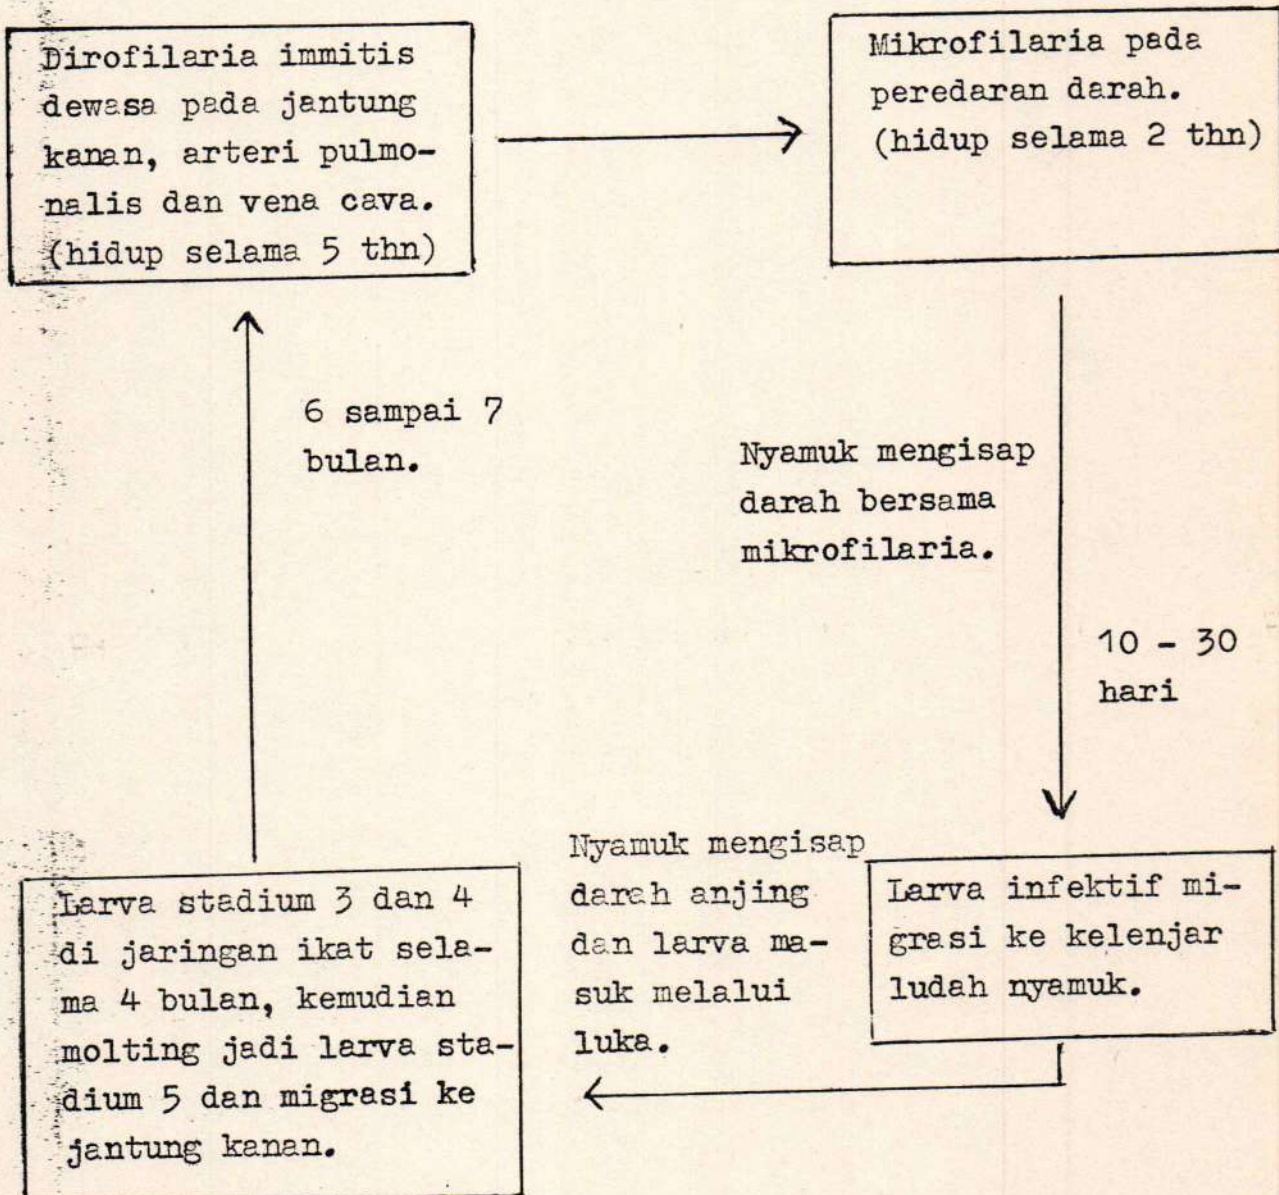 Dirofilaria immitis
dewasa pada jantung
kanan, arteri pulmo-
nalis dan vena cava.
(hidup selama 5 thn)
Mikrofilaria pada
peredaran darah.
(hidup selama 2 thn)
6 sampai 7
bulan.
Nyamuk mengisap
darah bersama
mikrofilaria.
10 - 30
hari
Nyamuk mengisap
darah anjing
dan larva ma-
suk melalui
luka.
Larva infektif mi-
grasi ke kelenjar
ludah nyamuk.
Larva stadium 3 dan 4
di jaringan ikat sela-
ma 4 bulan, kemudian
molting jadi larva sta-
dium 5 dan migrasi ke
jantung kanan.